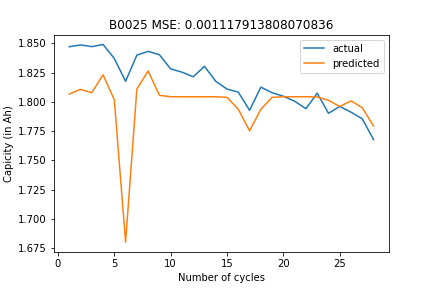 B0025 MSE: 0.001117913808070836
actual
predicted
Capicity (in Ah)
1.850
1.825
1.800
1.775
1.750
1.725
1.700
1.675
0 5 10 15 20 25
Number of cycles